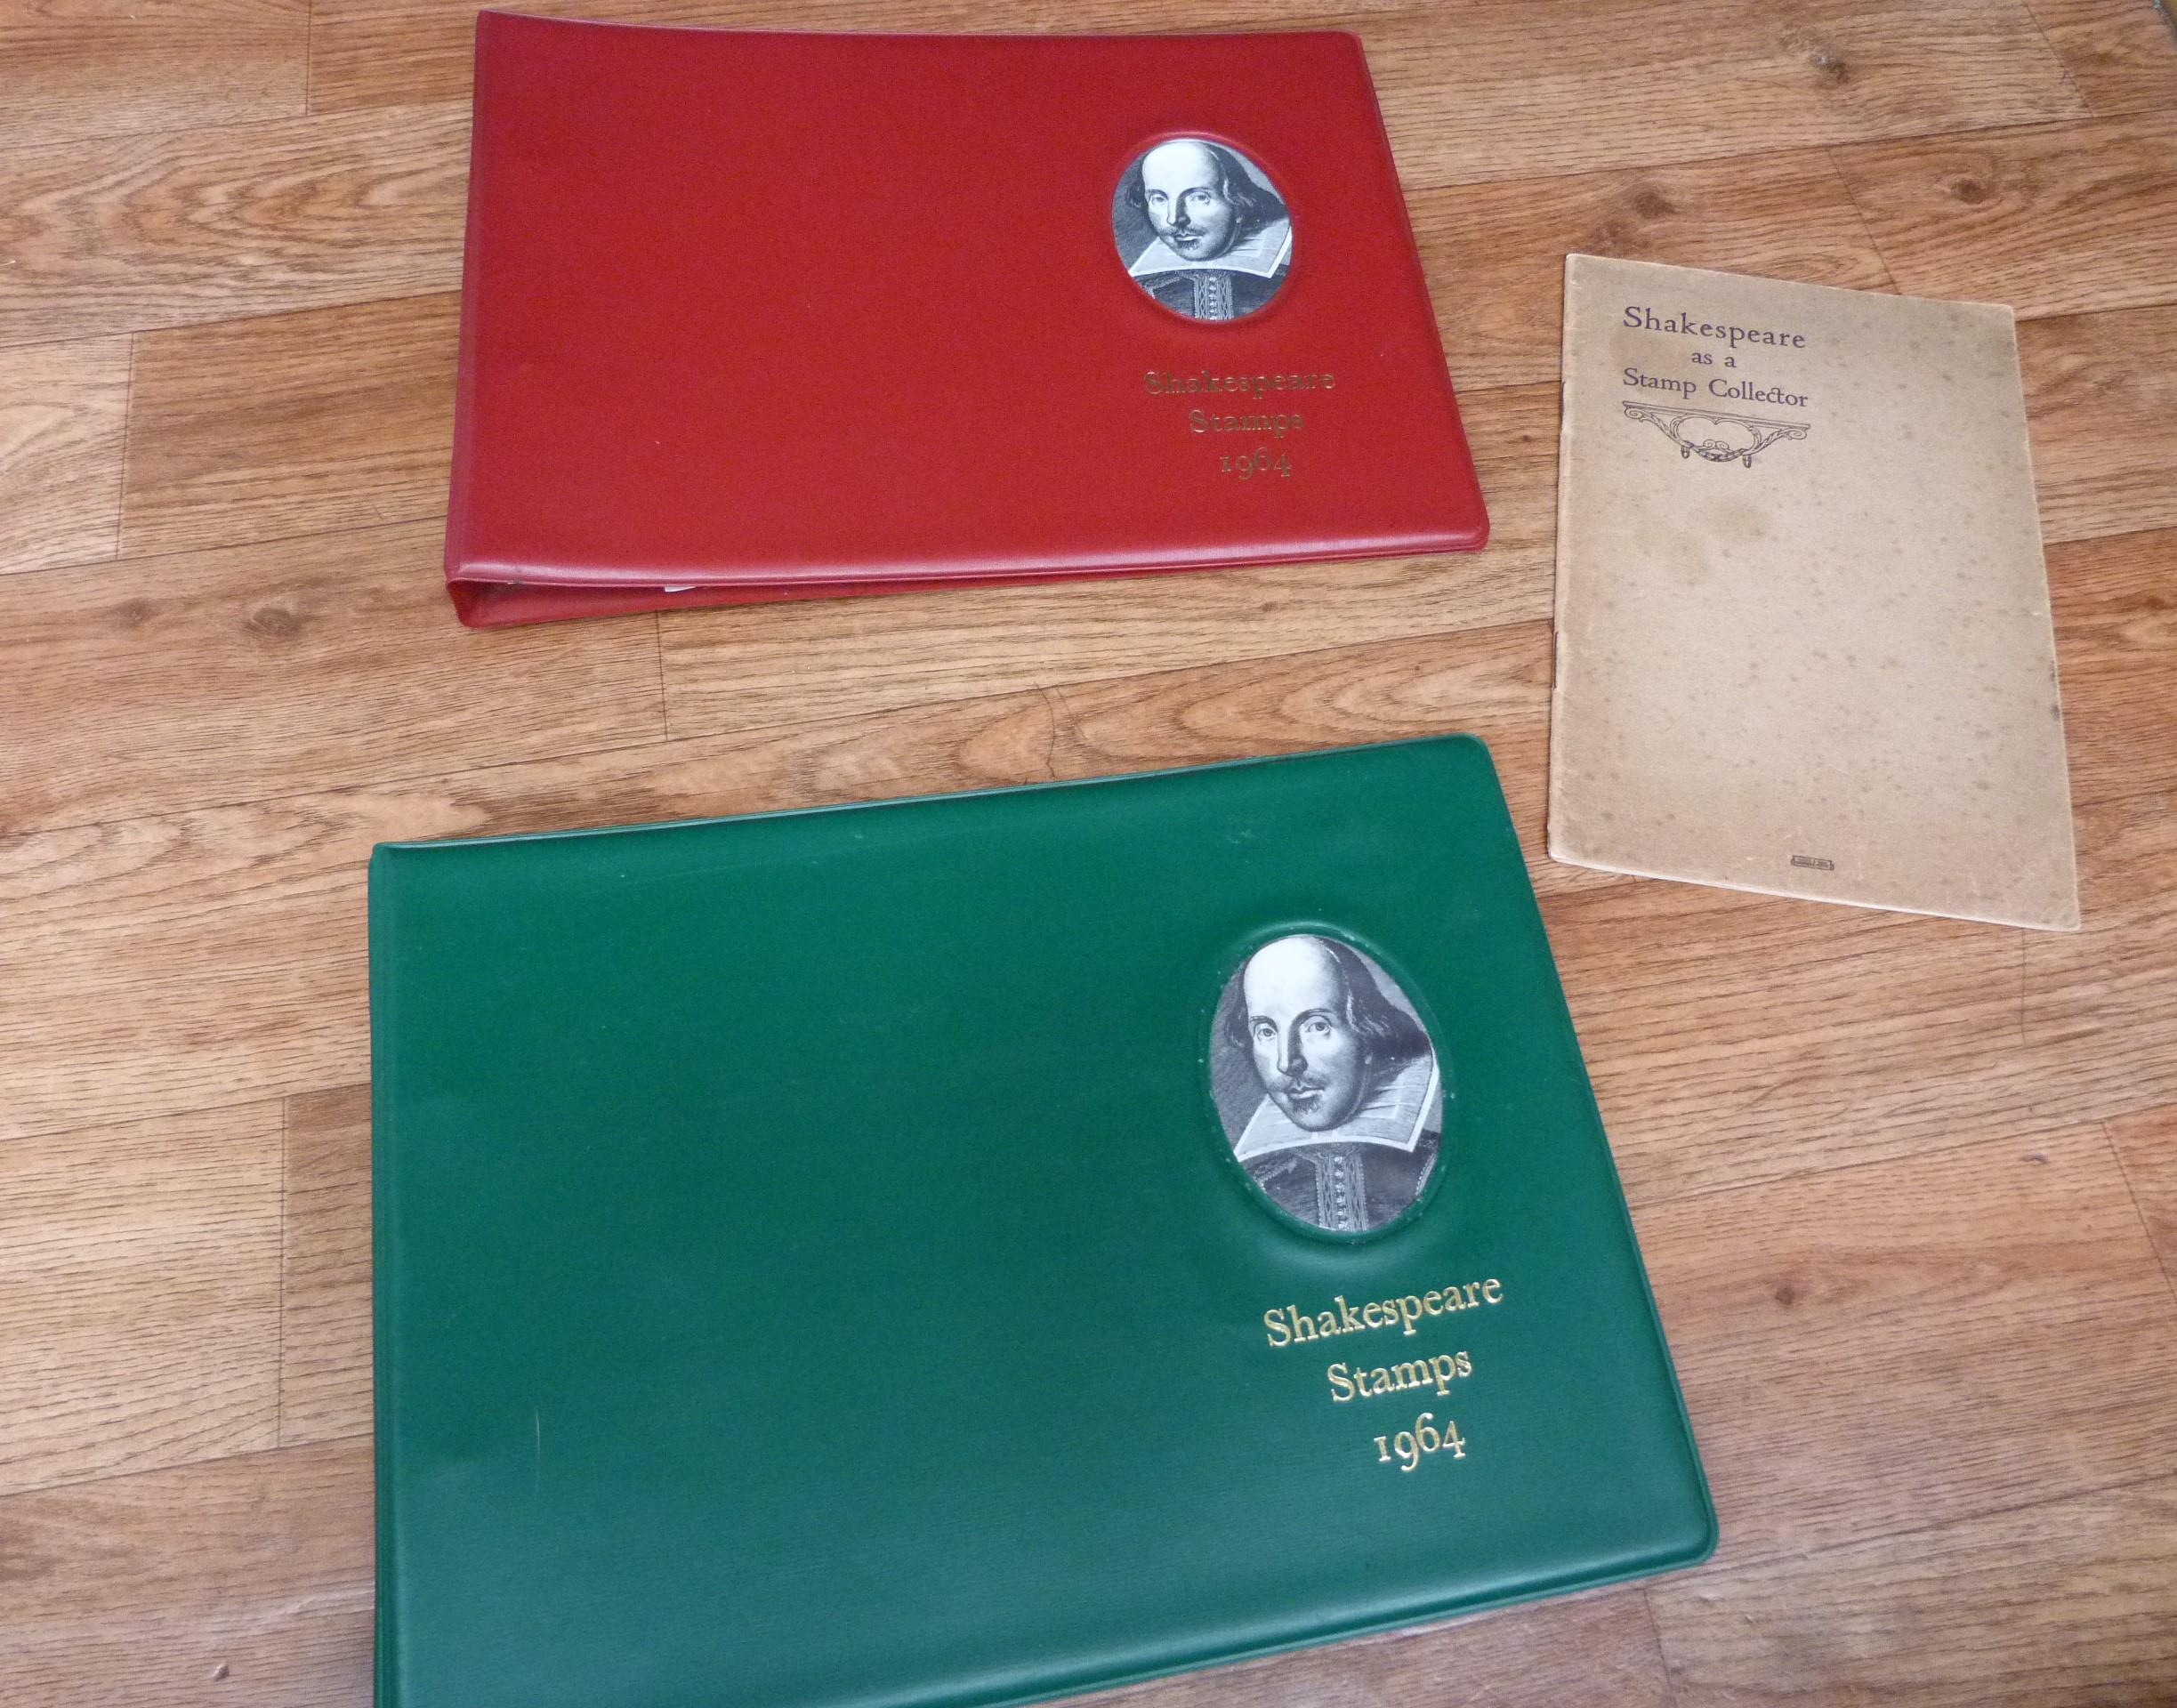 Shakespeare
Stamps
1964
Shakespeare
as a
Stamp Collector
Shakespeare
Stamps
1964